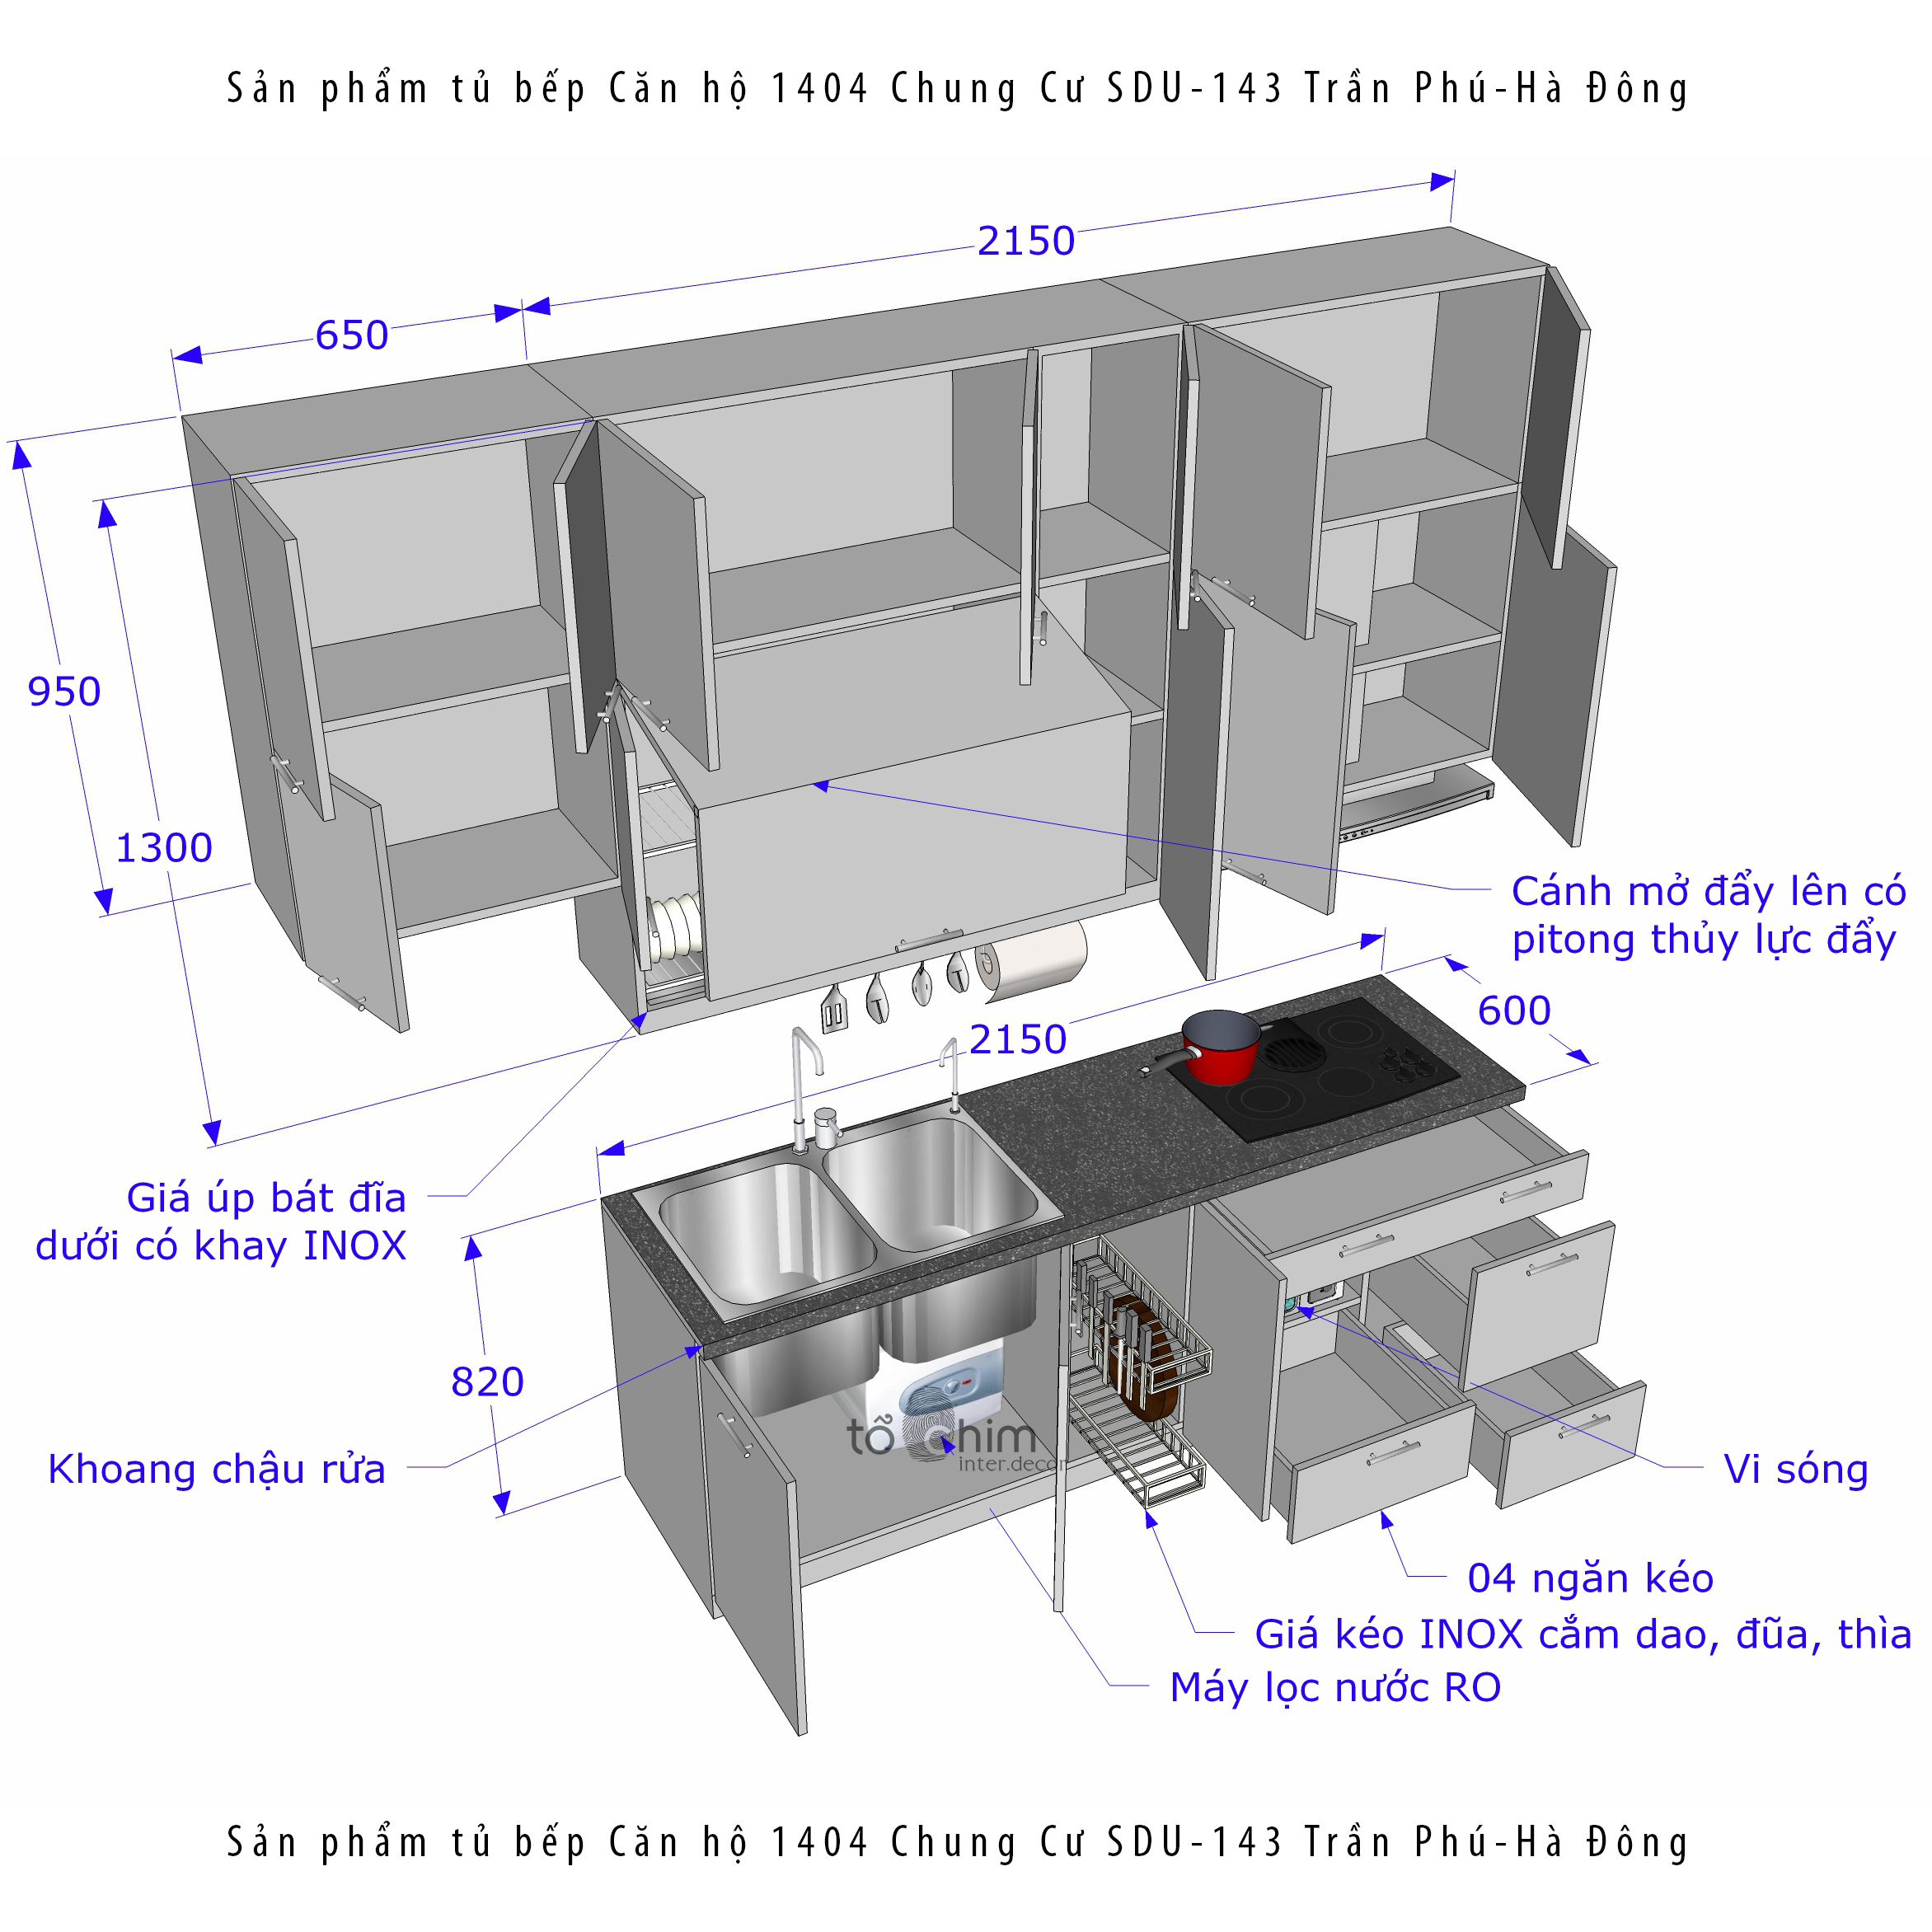 Sản phẩm tủ bếp Căn hộ 1404 Chung Cư SDU-143 Trần Phú-Hà Đông
2150
650
950
1300
Cánh mở đẩy lên có
pitong thủy lực đẩy
600
2150
Giá úp bát đĩa
dưới có khay INOX
820
Khoang chậu rửa
tổ chim
inter.decor
Vi sóng
04 ngăn kéo
Giá kéo INOX cắm dao, đũa, thìa
Máy lọc nước RO
Sản phẩm tủ bếp Căn hộ 1404 Chung Cư SDU-143 Trần Phú-Hà Đông